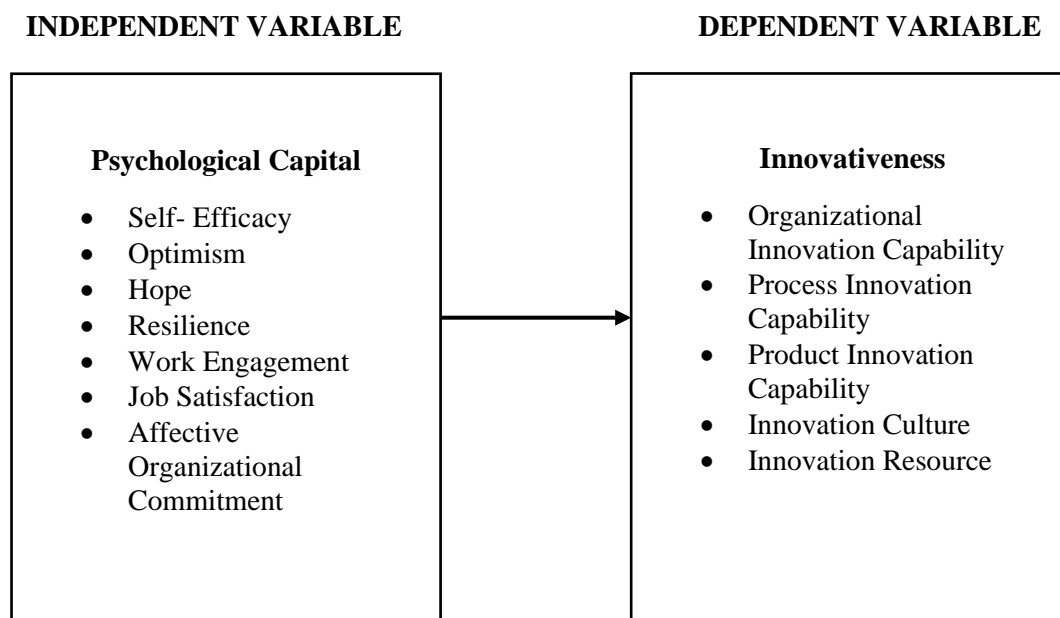 INDEPENDENT VARIABLE
Psychological Capital
• Self- Efficacy
• Optimism
• Hope
• Resilience
• Work Engagement
• Job Satisfaction
• Affective
Organizational
Commitment
DEPENDENT VARIABLE
Innovativeness
• Organizational
Innovation Capability
• Process Innovation
Capability
• Product Innovation
Capability
• Innovation Culture
• Innovation Resource